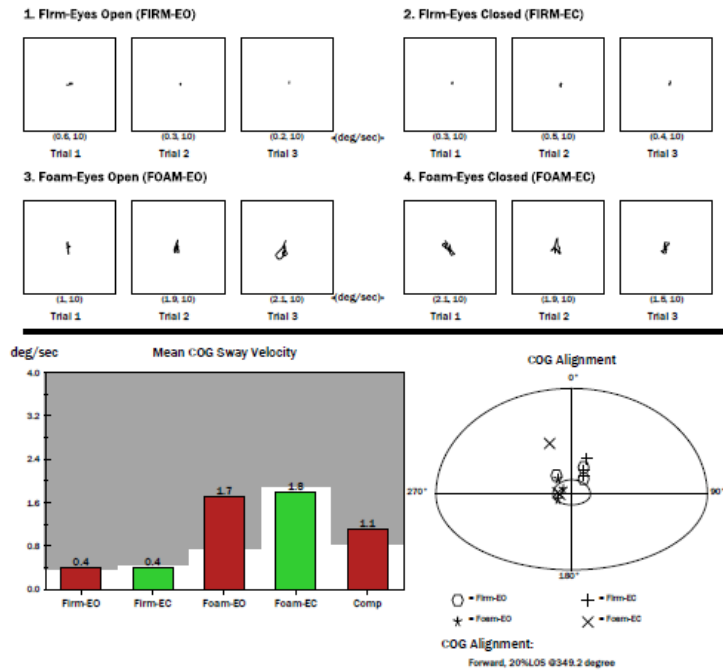 1. Firm-Eyes Open (FIRM-EO) 2. Firm-Eyes Closed (FIRM-EC)
(0.6, 10) (0.3, 10) (0.2, 10) (deg/sec) (0.3, 10) (0.5, 10) (0.4, 10)
Trial 1 Trial 2 Trial 3 Trial 1 Trial 2 Trial 3
3. Foam-Eyes Open (FOAM-EO) 4. Foam-Eyes Closed (FOAM-EC)
(1, 10) (1.9, 10) (2.1, 10) (deg/sec) (2.1, 10) (1.9, 10)
Trial 1 Trial 2 Trial 3 Trial 1 Trial 2 Trial 3
deg/sec Mean COG Sway Velocity
4.0
3.2
2.4
1.6
0.8
0.0
0.4 0.4 1.7 1.8 1.1
Firm-EO Firm-EC Foam-EO Foam-EC Comp
COG Alignment
0°
270° 90°
180°
= Firm-EO = Firm-EC
= Foam-EO = Foam-EC
COG Alignment:
Forward, 20%LOS @349.2 degree